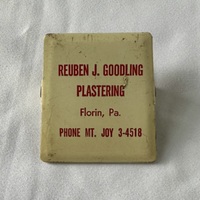 REUBEN J. GOODLING
PLASTERING
Florin, Pa.
PHONE MT. JOY 3-4518